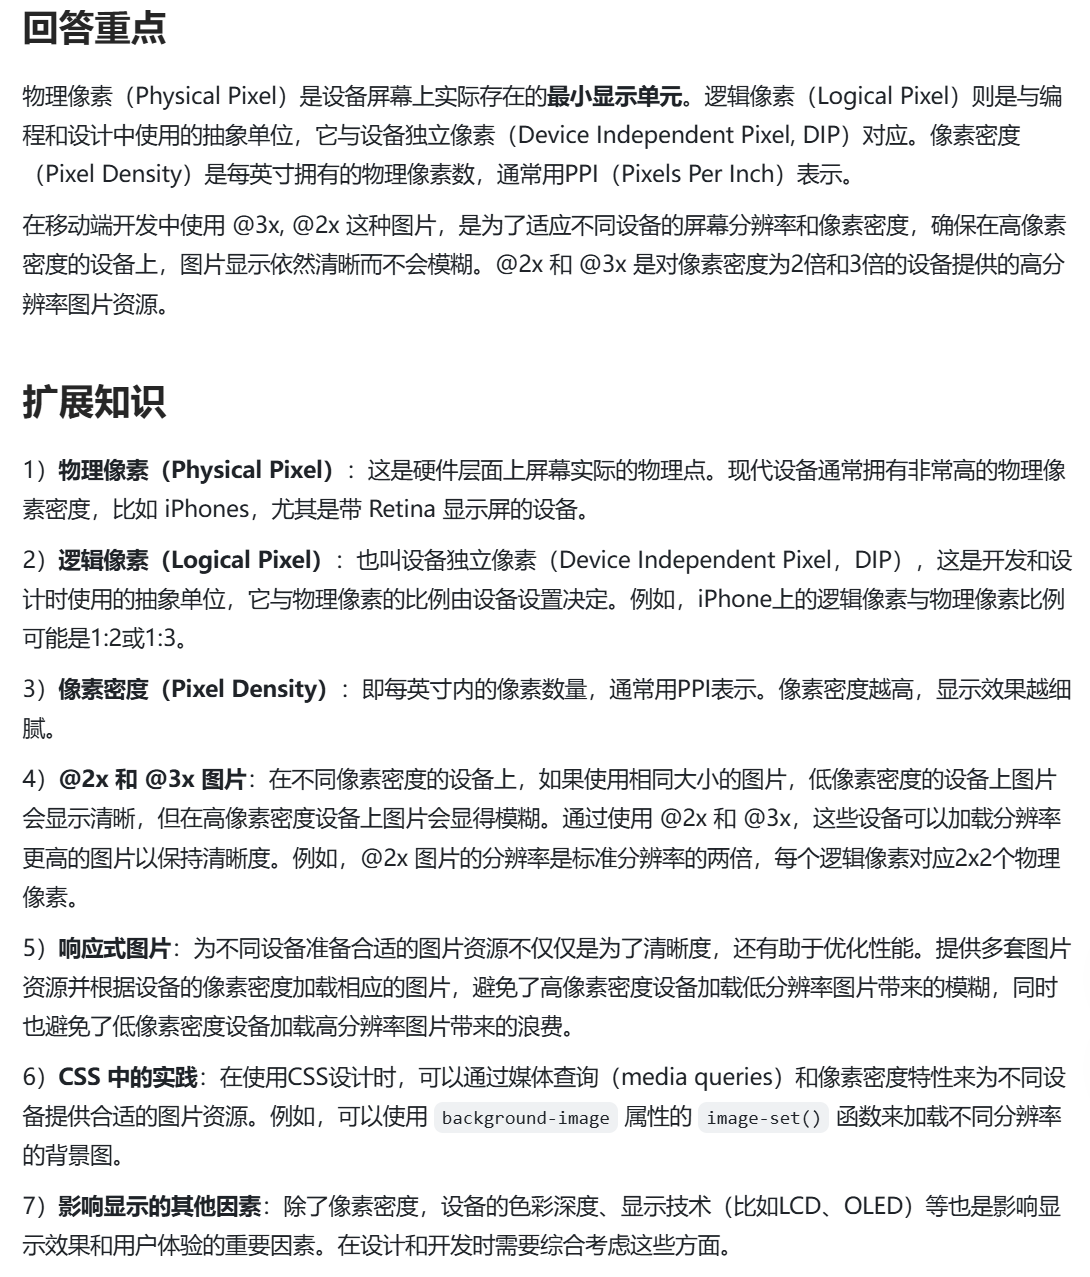 回答重点
物理像素（Physical Pixel）是设备屏幕上实际存在的最小显示单元。逻辑像素（Logical Pixel）则是与编
程和设计中使用的抽象单位，它与设备独立像素（Device Independent Pixel, DIP）对应。像素密度
（Pixel Density）是每英寸拥有的物理像素数，通常用PPI（Pixels Per Inch）表示。
在移动端开发中使用 @3x, @2x 这种图片，是为了适应不同设备的屏幕分辨率和像素密度，确保在高像素
密度的设备上，图片显示依然清晰而不会模糊。@2x 和 @3x 是对像素密度为2倍和3倍的设备提供的高分
辨率图片资源。
扩展知识
1）物理像素（Physical Pixel）：这是硬件层面上屏幕实际的物理点。现代设备通常拥有非常高的物理像
素密度，比如 iPhones，尤其是带 Retina 显示屏的设备。
2）逻辑像素（Logical Pixel）：也叫设备独立像素（Device Independent Pixel，DIP），这是开发和设
计时使用的抽象单位，它与物理像素的比例由设备设置决定。例如，iPhone上的逻辑像素与物理像素比例
可能是1:2或1:3。
3）像素密度（Pixel Density）：即每英寸内的像素数量，通常用PPI表示。像素密度越高，显示效果越细
腻。
4）@2x 和 @3x 图片：在不同像素密度的设备上，如果使用相同大小的图片，低像素密度的设备上图片
会显示清晰，但在高像素密度设备上图片会显得模糊。通过使用 @2x 和 @3x，这些设备可以加载分辨率
更高的图片以保持清晰度。例如，@2x 图片的分辨率是标准分辨率的两倍，每个逻辑像素对应2x2个物理
像素。
5）响应式图片：为不同设备准备合适的图片资源不仅仅是为了清晰度，还有助于优化性能。提供多套图片
资源并根据设备的像素密度加载相应的图片，避免了高像素密度设备加载低分辨率图片带来的模糊，同时
也避免了低像素密度设备加载高分辨率图片带来的浪费。
6）CSS 中的实践：在使用CSS设计时，可以通过媒体查询（media queries）和像素密度特性来为不同设
备提供合适的图片资源。例如，可以使用 background-image 属性的 image-set() 函数来加载不同分辨率
的背景图。
7）影响显示的其他因素：除了像素密度，设备的色彩深度、显示技术（比如LCD、OLED）等也是影响显
示效果和用户体验的重要因素。在设计和开发时需要综合考虑这些方面。